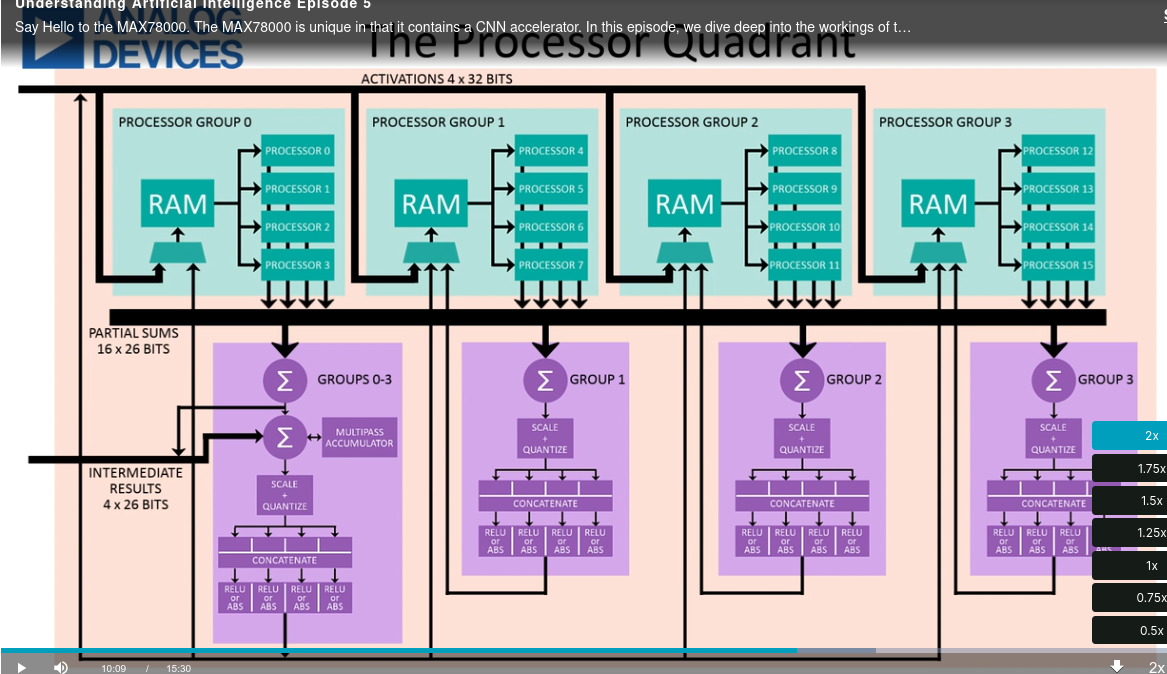 Understanding Artificial Intelligence Episode 5
Say Hello to the MAX78000. The MAX78000 is unique in that it contains a CNN accelerator. In this episode, we dive deep into the workings of t…
ANALOG
DEVICES
The Processor Quadrant
ACTIVATIONS 4 x 32 BITS
PROCESSOR GROUP 0
PROCESSOR 0
PROCESSOR 1
RAM
PROCESSOR 2
PROCESSOR 3
PROCESSOR GROUP 1
PROCESSOR 4
PROCESSOR 5
RAM
PROCESSOR 6
PROCESSOR 7
PROCESSOR GROUP 2
PROCESSOR 8
PROCESSOR 9
RAM
PROCESSOR 10
PROCESSOR 11
PROCESSOR GROUP 3
PROCESSOR 12
PROCESSOR 13
RAM
PROCESSOR 14
PROCESSOR 15
PARTIAL SUMS
16 x 26 BITS
Σ
GROUPS 0-3
Σ
MULTIPASS
ACCUMULATOR
INTERMEDIATE
RESULTS
4 x 26 BITS
SCALE
+
QUANTIZE
CONCATENATE
RELU RELU RELU RELU
or or or or
ABS ABS ABS ABS
Σ
GROUP 1
SCALE
+
QUANTIZE
CONCATENATE
RELU RELU RELU RELU
or or or or
ABS ABS ABS ABS
Σ
GROUP 2
SCALE
+
QUANTIZE
CONCATENATE
RELU RELU RELU RELU
or or or or
ABS ABS ABS ABS
Σ
GROUP 3
SCALE
+
QUANTIZE
CONCATENATE
RELU RELU
or or or
ABS ABS ABS ABS
2x
1.75x
1.5x
1.25x
1x
0.75x
0.5x
10:09 / 15:30
2x